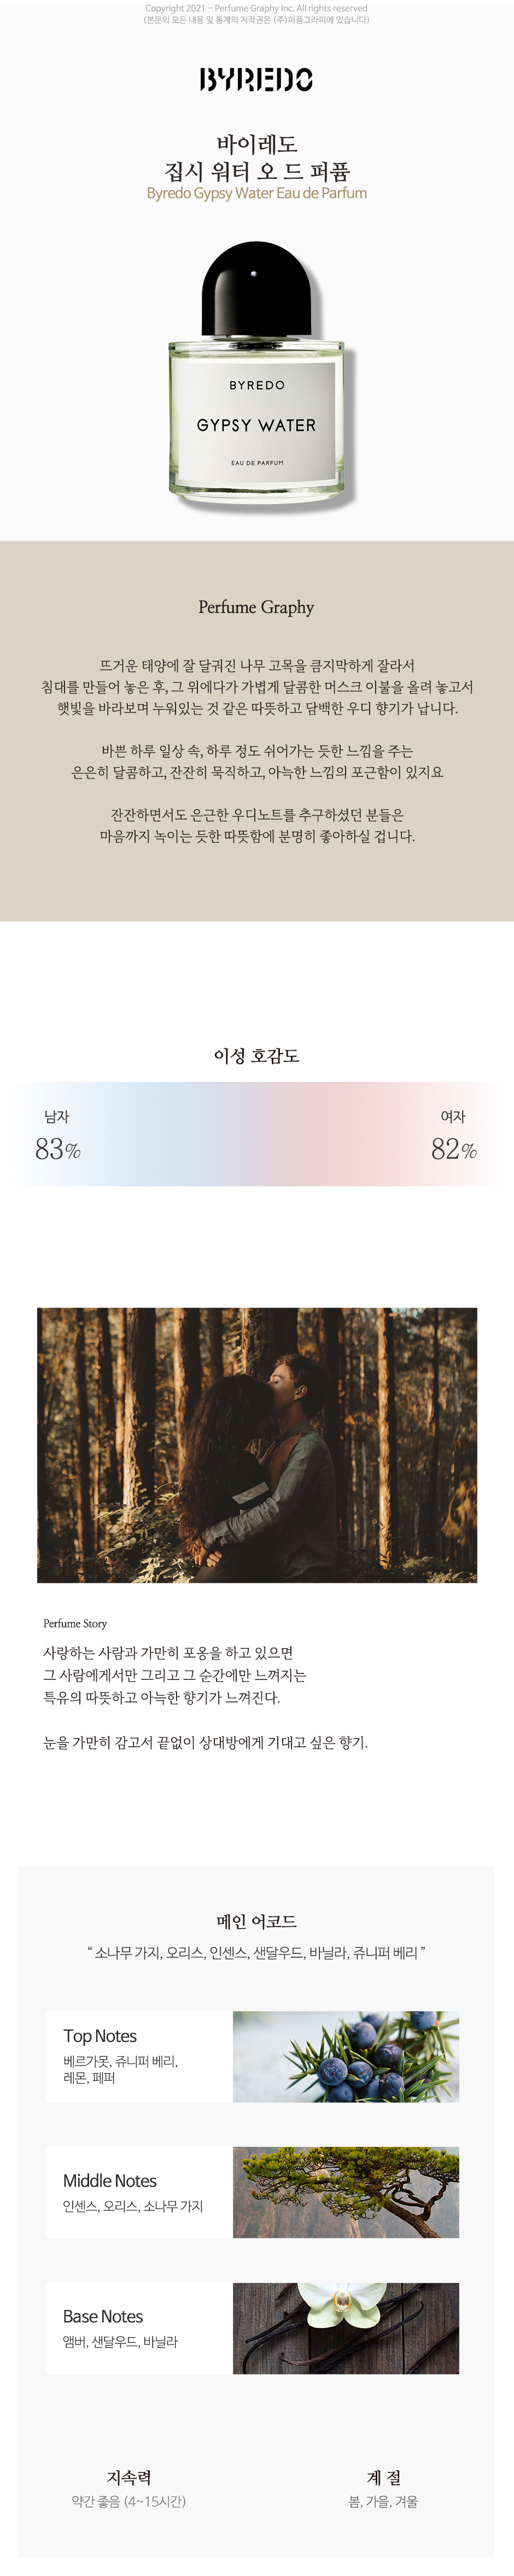 Copyright 2021 - Perfume Graphy Inc. All rights reserved
(본문의 모든 내용 및 통계의 저작권은 (주)퍼퓸그라피에 있습니다)
BYREDO
바이레도
집시 워터 오 드 퍼퓸
Byredo Gypsy Water Eau de Parfum
BYREDO
GYPSY WATER
EAU DE PARFUM
Perfume Graphy
뜨거운 태양에 잘 달궈진 나무 고목을 큼지막하게 잘라서
침대를 만들어 놓은 후, 그 위에다가 가볍게 달콤한 머스크 이불을 올려 놓고서
햇빛을 바라보며 누워있는 것 같은 따뜻하고 담백한 우디 향기가 납니다.
바쁜 하루 일상 속, 하루 정도 쉬어가는 듯한 느낌을 주는
은은히 달콤하고, 잔잔히 묵직하고, 아늑한 느낌의 포근함이 있지요
잔잔하면서도 은근한 우디노트를 추구하셨던 분들은
마음까지 녹이는 듯한 따뜻함에 분명히 좋아하실 겁니다.
이성 호감도
남자 여자
83% 82%
Perfume Story
사랑하는 사람과 가만히 포옹을 하고 있으면
그 사람에게서만 그리고 그 순간에만 느껴지는
특유의 따뜻하고 아늑한 향기가 느껴진다.
눈을 가만히 감고서 끝없이 상대방에게 기대고 싶은 향기.
메인 어코드
“ 소나무 가지, 오리스, 인센스, 샌달우드, 바닐라, 쥬니퍼 베리 ”
Top Notes
베르가못, 쥬니퍼 베리,
레몬, 페퍼
Middle Notes
인센스, 오리스, 소나무 가지
Base Notes
앰버, 샌달우드, 바닐라
지속력 계 절
약간 좋음 (4~15시간) 봄, 가을, 겨울